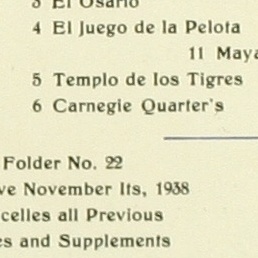 3 El Osario
4 El Juego de la Pelota
11 Maya
5 Templo de los Tigres
6 Carnegie Quarter's
Folder No. 22
ve November 1ts, 1938
celles all Previous
es and Supplements